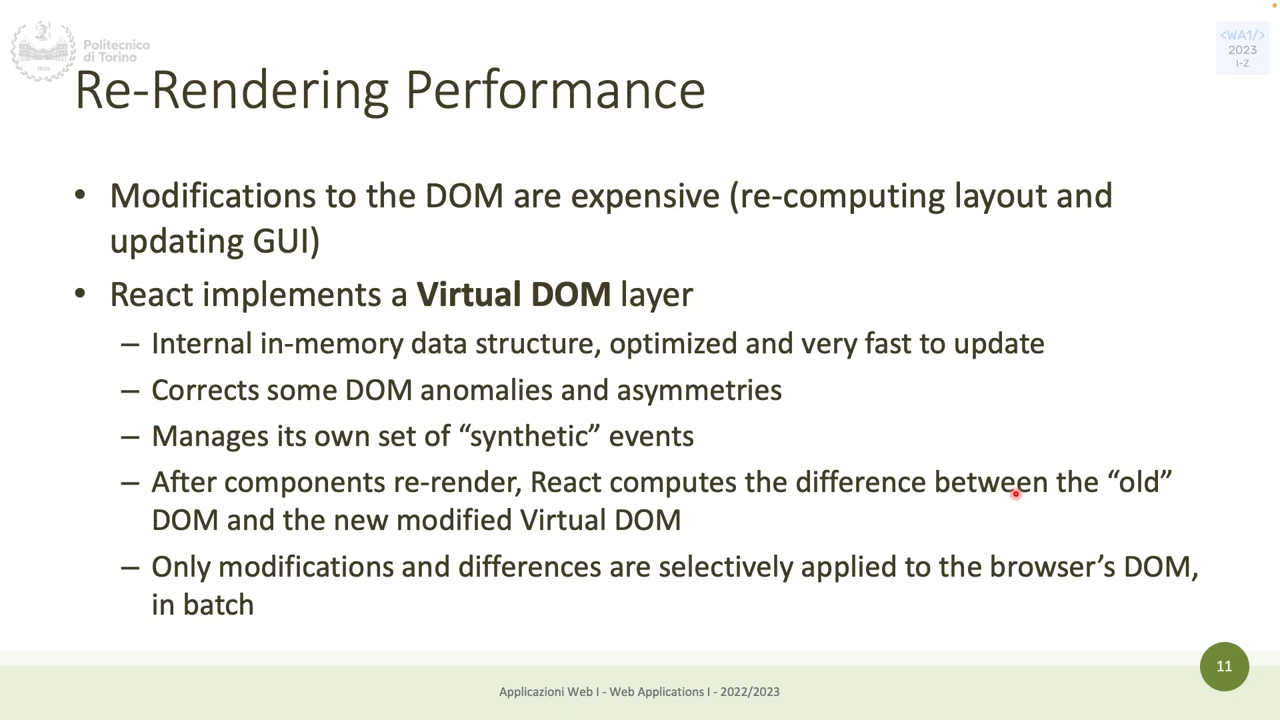 Politecnico
di Torino
1859
<WA1/>
2023
I-Z
Re-Rendering Performance
• Modifications to the DOM are expensive (re-computing layout and
updating GUI)
• React implements a Virtual DOM layer
– Internal in-memory data structure, optimized and very fast to update
– Corrects some DOM anomalies and asymmetries
– Manages its own set of “synthetic” events
– After components re-render, React computes the difference between the “old”
DOM and the new modified Virtual DOM
– Only modifications and differences are selectively applied to the browser’s DOM,
in batch
11
Applicazioni Web I - Web Applications I - 2022/2023